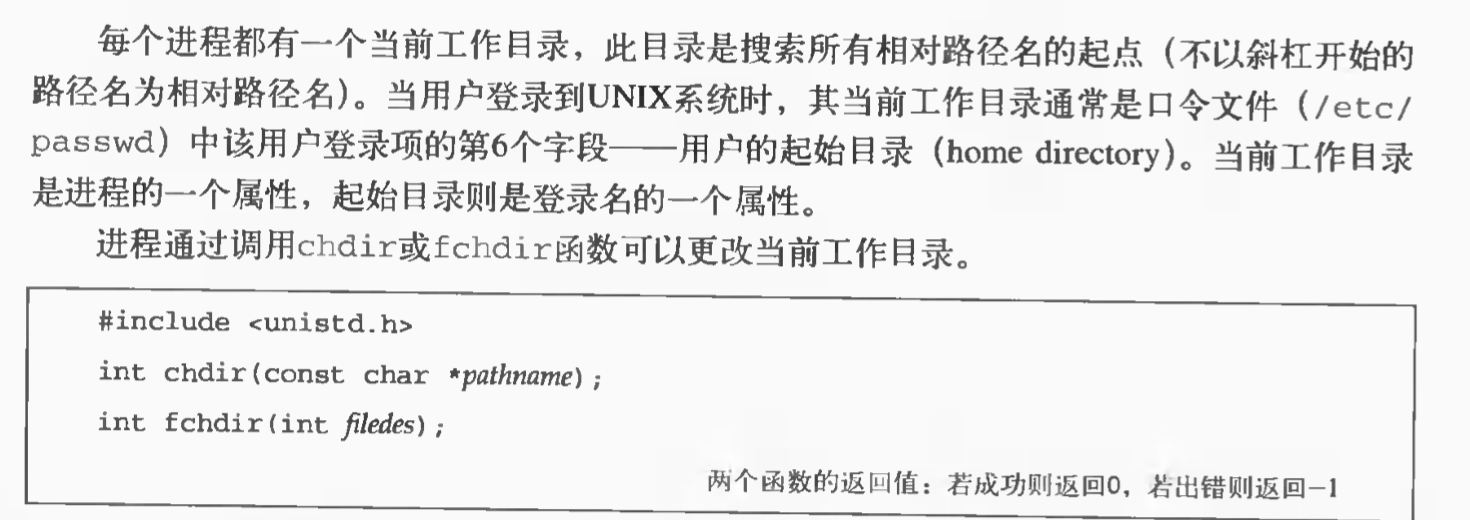 每个进程都有一个当前工作目录，此目录是搜索所有相对路径名的起点（不以斜杠开始的
路径名为相对路径名）。当用户登录到UNIX系统时，其当前工作目录通常是口令文件（/etc/
passwd）中该用户登录项的第6个字段——用户的起始目录（home directory）。当前工作目录
是进程的一个属性，起始目录则是登录名的一个属性。
进程通过调用chdir或fchdir函数可以更改当前工作目录。
#include <unistd.h>
int chdir(const char *pathname);
int fchdir(int filedes);
两个函数的返回值：若成功则返回0，若出错则返回-1